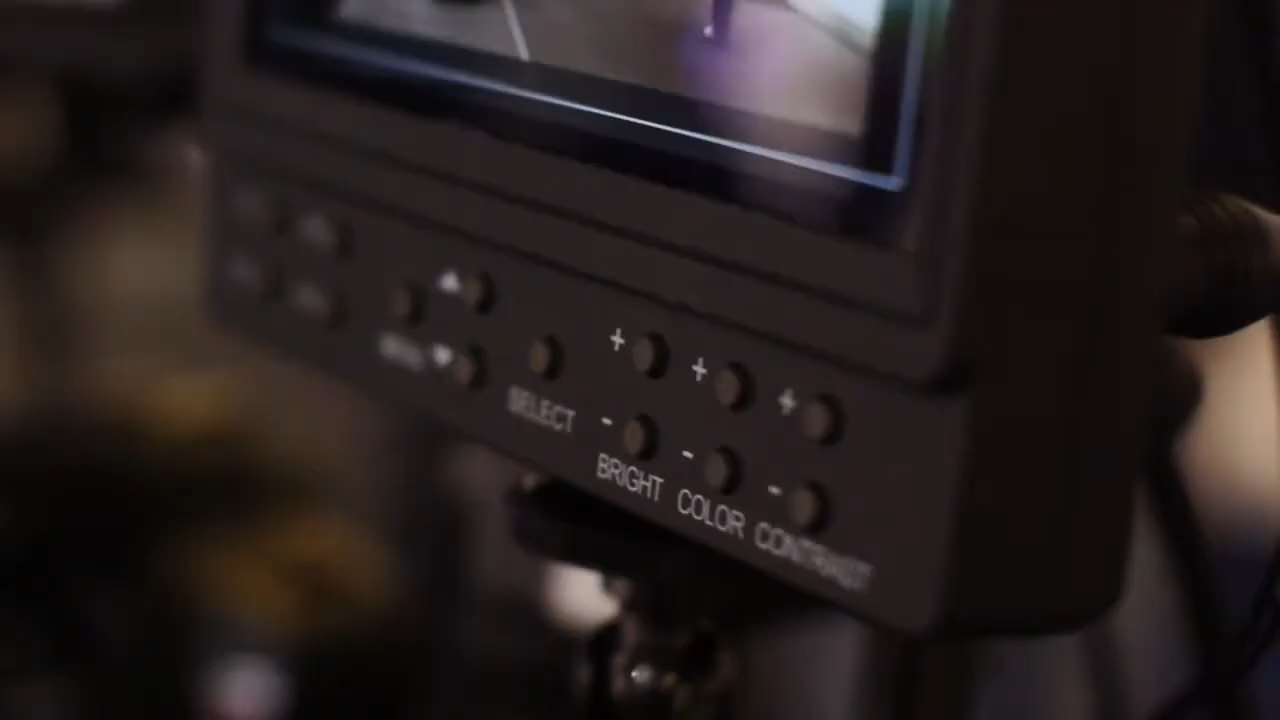 SELECT
+ + +
- - -
BRIGHT COLOR CONTRAST